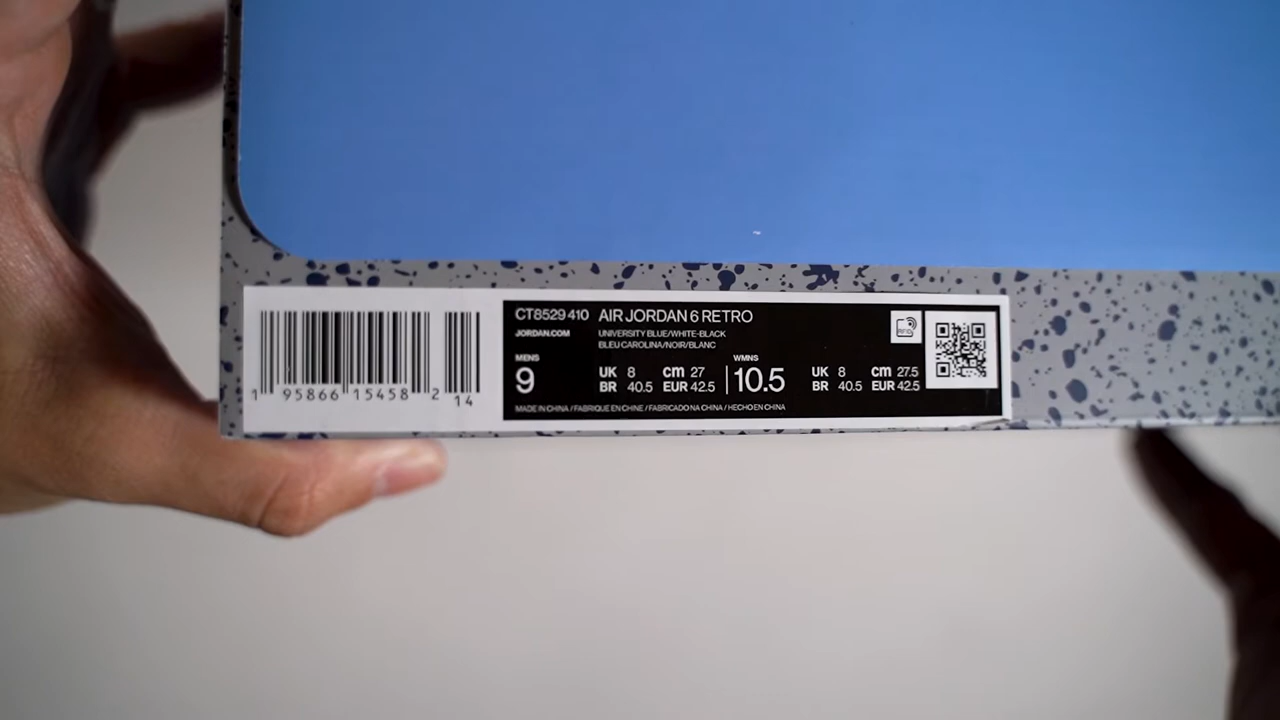 1 95866 15458 2 14
CT8529 410 AIR JORDAN 6 RETRO
JORDAN.COM UNIVERSITY BLUE/WHITE-BLACK
BLEU CAROLINA/NOIR/BLANC
MENS
9
UK 8 cm 27
BR 40.5 EUR 42.5
WMNS
10.5
UK 8 cm 27.5
BR 40.5 EUR 42.5
MADE IN CHINA / FABRIQUE EN CHINE / FABRICADO NA CHINA / HECHO EN CHINA